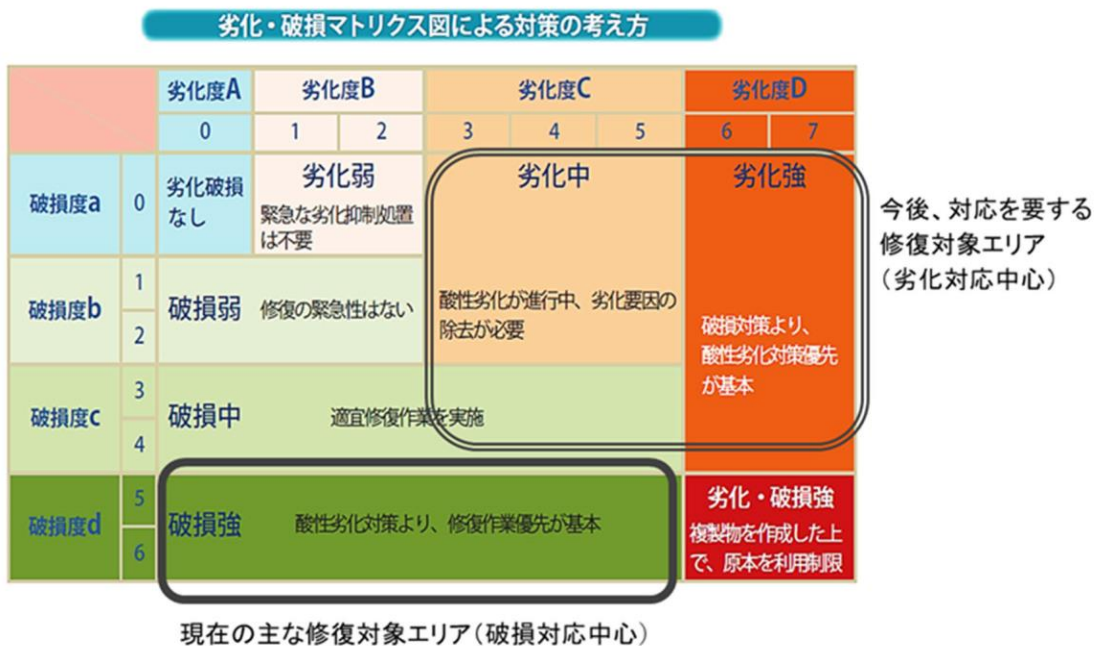 劣化・破損マトリクス図による対策の考え方
劣化度A
劣化度B
劣化度C
劣化度D
0
1
2
3
4
5
6
7
破損度a
0
劣化破損
なし
劣化弱
緊急な劣化抑制処置
は不要
劣化中
劣化強
破損度b
1
2
破損弱
修復の緊急性はない
酸性劣化が進行中、劣化要因の
除去が必要
破損対策より、
酸性劣化対策優先
が基本
破損度c
3
4
破損中
適宜修復作業を実施
破損度d
5
6
破損強
酸性劣化対策より、修復作業優先が基本
劣化・破損強
複製物を作成した上
で、原本を利用制限
今後、対応を要する
修復対象エリア
(劣化対応中心)
現在の主な修復対象エリア(破損対応中心)